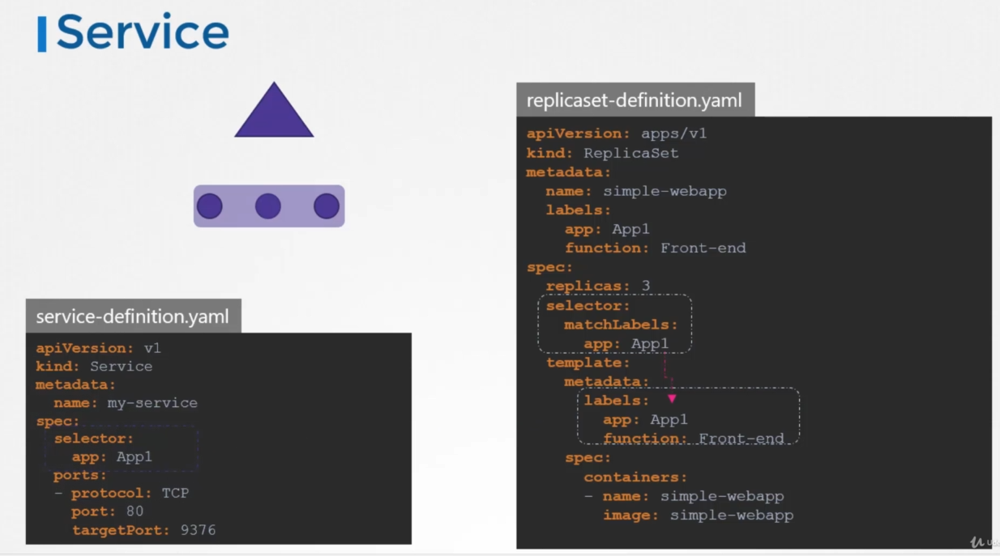 Service
service-definition.yaml
apiVersion: v1
kind: Service
metadata:
  name: my-service
spec:
  selector:
    app: App1
  ports:
  - protocol: TCP
    port: 80
    targetPort: 9376
replicaset-definition.yaml
apiVersion: apps/v1
kind: ReplicaSet
metadata:
  name: simple-webapp
  labels:
    app: App1
    function: Front-end
spec:
  replicas: 3
  selector:
    matchLabels:
      app: App1
  template:
    metadata:
      labels:
        app: App1
        function: Front-end
    spec:
      containers:
      - name: simple-webapp
        image: simple-webapp